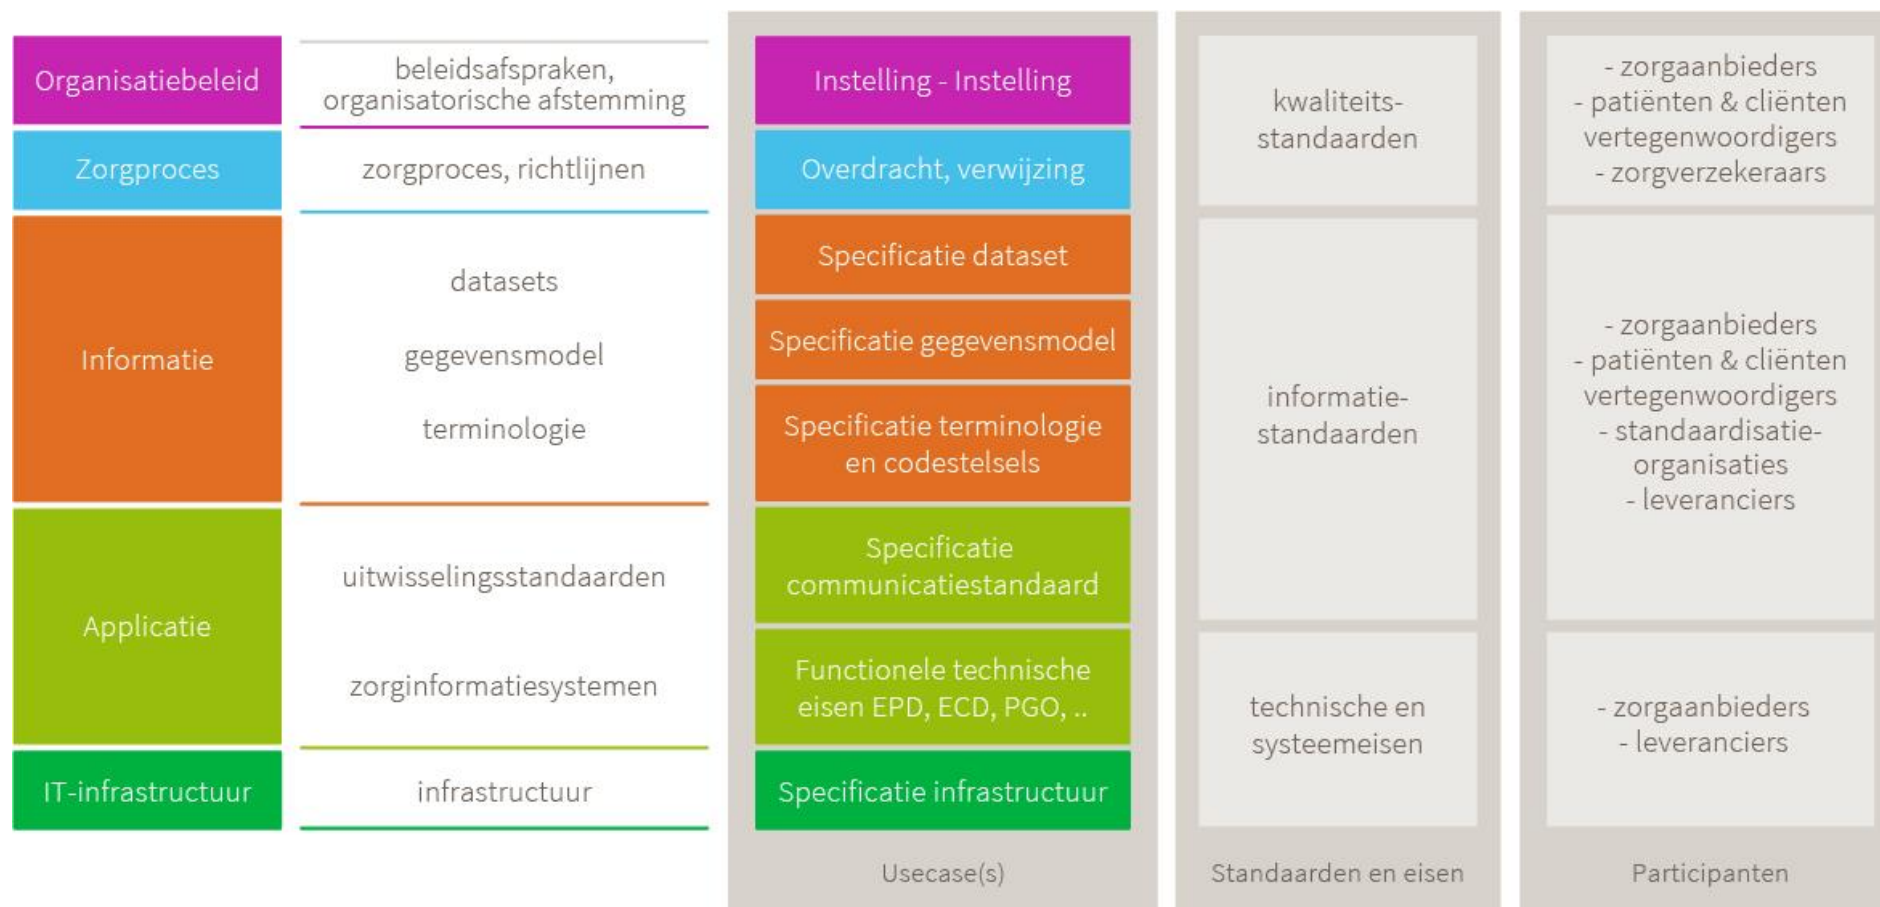 Organisatiebeleid
beleidsafspraken,
organisatorische afstemming
Instelling - Instelling
kwaliteits-
standaarden
- zorgaanbieders
- patiënten & cliënten
vertegenwoordigers
- zorgverzekeraars
Zorgproces
zorgproces, richtlijnen
Overdracht, verwijzing
Informatie
datasets
gegevensmodel
terminologie
Specificatie dataset
Specificatie gegevensmodel
Specificatie terminologie
en codestelsels
informatie-
standaarden
- zorgaanbieders
- patiënten & cliënten
vertegenwoordigers
- standaardisatie-
organisaties
- leveranciers
Applicatie
uitwisselingsstandaarden
zorginformatiesystemen
Specificatie
communicatiestandaard
Functionele technische
eisen EPD, ECD, PGO, ..
technische en
systeemeisen
- zorgaanbieders
- leveranciers
IT-infrastructuur
infrastructuur
Specificatie infrastructuur
Usecase(s)
Standaarden en eisen
Participanten